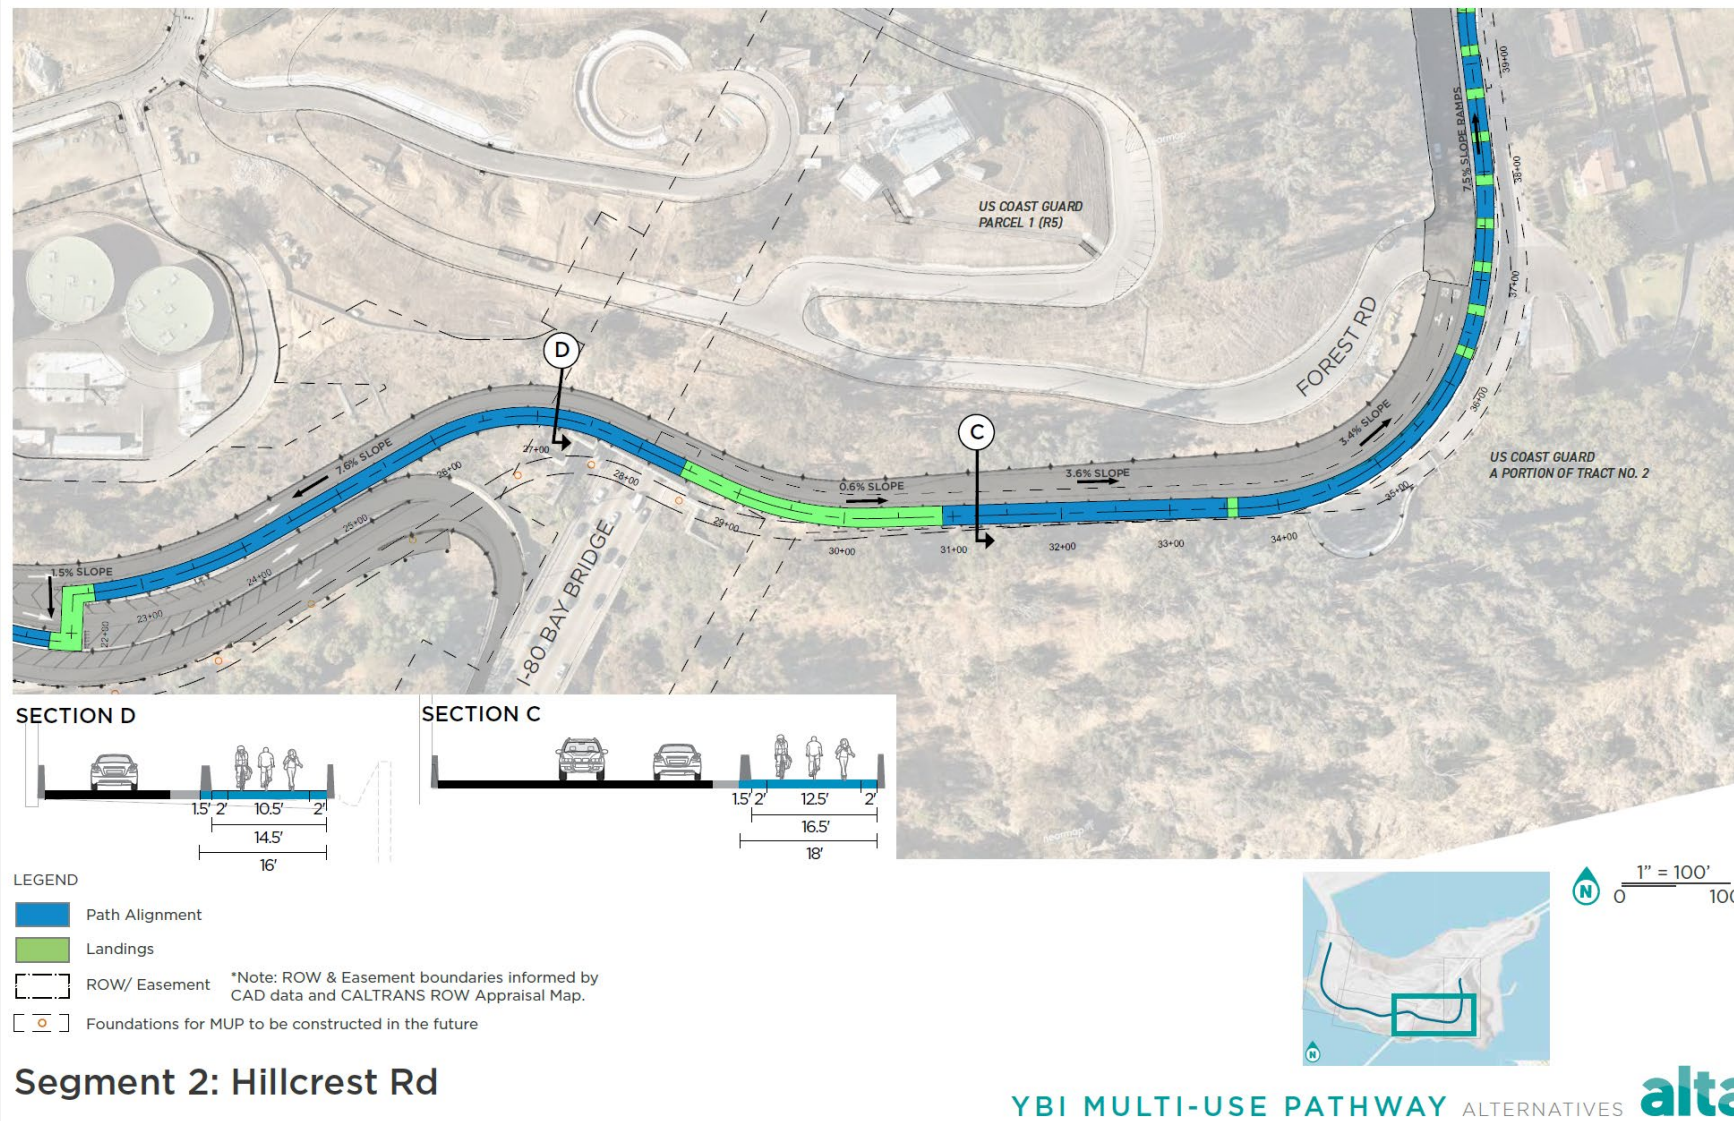 39+00
7.5% SLOPE RAMPS
38+00
US COAST GUARD
PARCEL 1 (R5)
37+00
FOREST RD
D
36+00
3.4% SLOPE
C
7.6% SLOPE
27+00
26+00
28+00
3.6% SLOPE
US COAST GUARD
A PORTION OF TRACT NO. 2
0.6% SLOPE
35+00
25+00
29+00
30+00
31+00
32+00
33+00
34+00
1.5% SLOPE
24+00
23+00
22+00
I-80 BAY BRIDGE
SECTION D
SECTION C
1.5' 2' 10.5' 2'
14.5'
16'
1.5' 2' 12.5' 2'
16.5'
18'
nearmap
LEGEND
Path Alignment
Landings
ROW/ Easement
*Note: ROW & Easement boundaries informed by
CAD data and CALTRANS ROW Appraisal Map.
Foundations for MUP to be constructed in the future
N
1” = 100’
0 100
N
Segment 2: Hillcrest Rd
YBI MULTI-USE PATHWAY ALTERNATIVES
alta